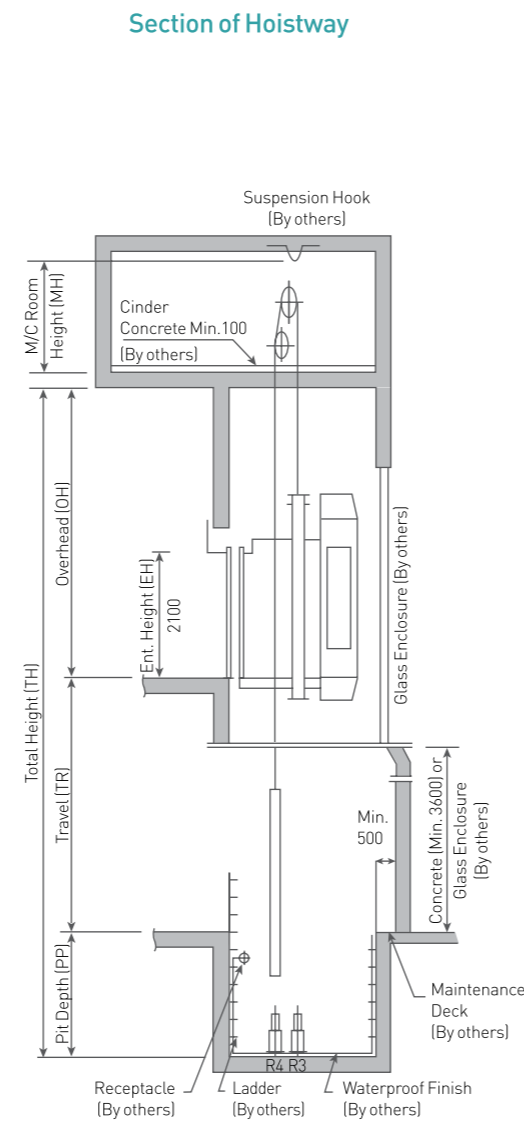 Section of Hoistway
Suspension Hook
(By others)
M/C Room
Height (MH)
Cinder
Concrete Min.100
(By others)
Overhead (OH)
Ent. Height (EH)
2100
Glass Enclosure (By others)
Total Height (TH)
Travel (TR)
Min.
500
Concrete (Min. 3600) or
Glass Enclosure
(By others)
Pit Depth (PP)
Maintenance
Deck
(By others)
R4 R3
Receptacle
(By others)
Ladder
(By others)
Waterproof Finish
(By others)